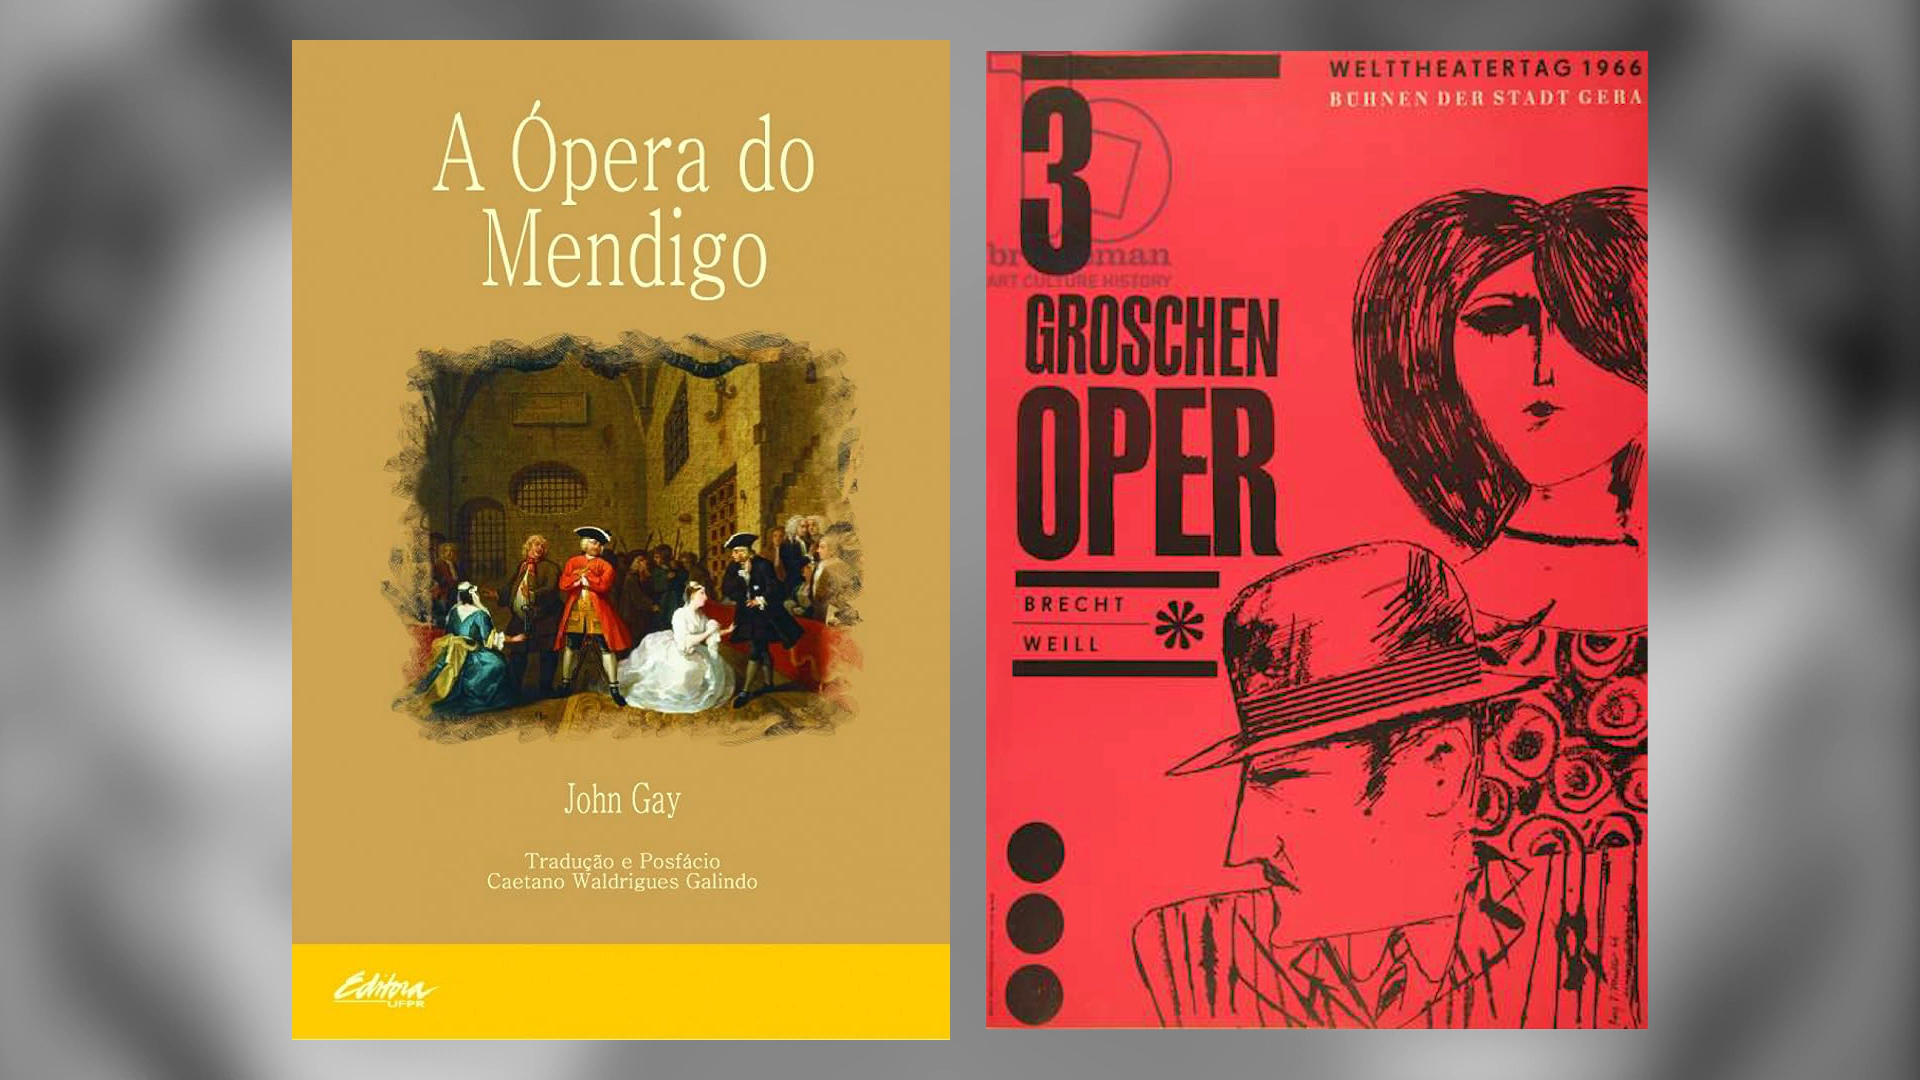 A Ópera do
Mendigo
John Gay
Tradução e Posfácio
Caetano Waldrigues Galindo
Editora
UFPR
WELTTHEATERTAG 1966
BÜHNEN DER STADT GERA
3
GROSCHEN
OPER
BRECHT
WEILL
ART CULTURE HISTORY